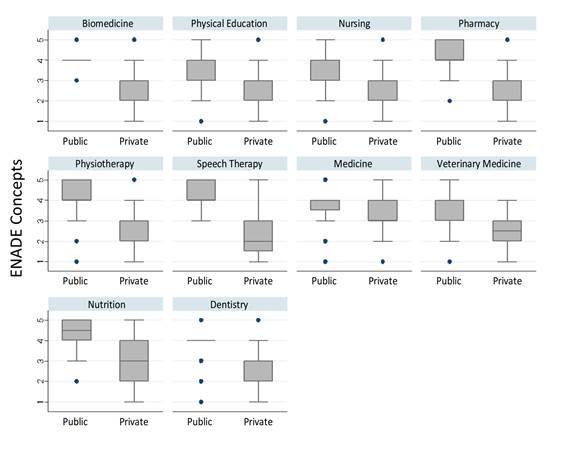 ENADE Concepts
Biomedicine Physical Education Nursing Pharmacy
5
4
3
2
1
Public Private Public Private Public Private Public Private
Physiotherapy Speech Therapy Medicine Veterinary Medicine
5
4
3
2
1
Public Private Public Private Public Private Public Private
Nutrition Dentistry
5
4
3
2
1
Public Private Public Private